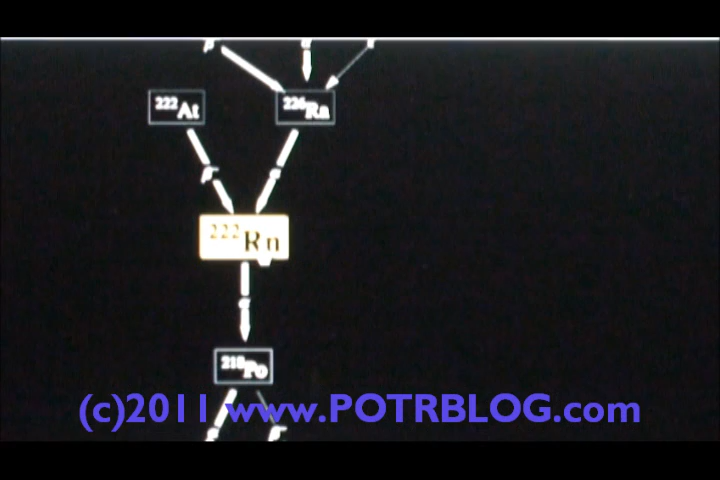 ²²²At ²²⁶Ra
β⁻ α
²²²Rn
α
²¹⁸Po
(c)2011 www.POTRBLOG.com